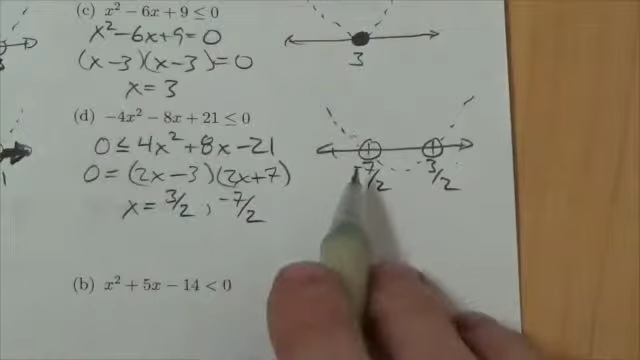 (c) x² − 6x + 9 ≤ 0
x² − 6x + 9 = 0
(x − 3)(x − 3) = 0
x = 3
3
(d) −4x² − 8x + 21 ≤ 0
0 ≤ 4x² + 8x − 21
0 = (2x − 3)(2x + 7)
x = 3/2 , −7/2
−7/2 3/2
(b) x² + 5x − 14 < 0